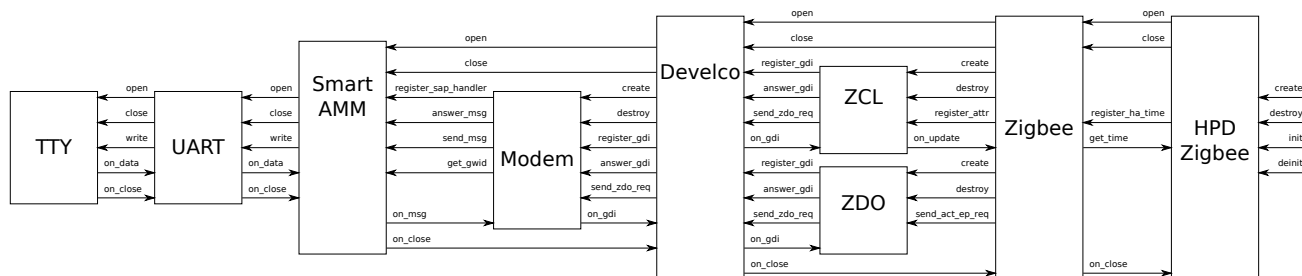 TTY
open
close
write
on_data
on_close
UART
open
close
write
on_data
on_close
Smart
AMM
open
close
register_sap_handler
answer_msg
send_msg
get_gwid
on_msg
on_close
Modem
create
destroy
register_gdi
answer_gdi
send_zdo_req
on_gdi
Develco
open
close
register_gdi
answer_gdi
send_zdo_req
on_gdi
register_gdi
answer_gdi
send_zdo_req
on_gdi
on_close
ZCL
create
destroy
register_attr
on_update
ZDO
create
destroy
send_act_ep_req
Zigbee
open
close
register_ha_time
get_time
on_close
HPD
Zigbee
create
destroy
init
deinit